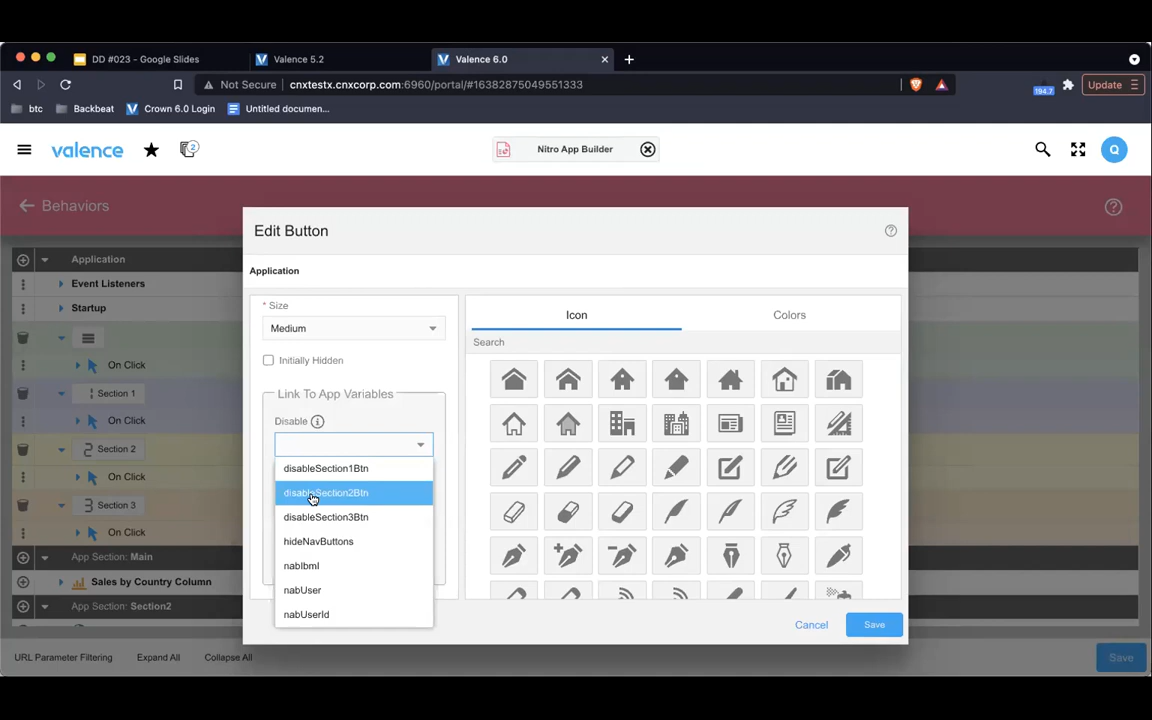 DD #023 - Google Slides
Valence 5.2
Valence 6.0
Not Secure
cnxtestx.cnxcorp.com:6960/portal/#16382875049551333
194.7
Update
btc
Backbeat
Crown 6.0 Login
Untitled documen...
valence
2
Nitro App Builder
Q
Behaviors
Edit Button
Application
Application
Event Listeners
Startup
On Click
Section 1
On Click
Section 2
On Click
Section 3
On Click
App Section: Main
Sales by Country Column
App Section: Section2
* Size
Medium
Initially Hidden
Link To App Variables
Disable
disableSection1Btn
disableSection2Btn
disableSection3Btn
hideNavButtons
nabIbmI
nabUser
nabUserId
Icon
Colors
Search
Cancel
Save
URL Parameter Filtering
Expand All
Collapse All
Save